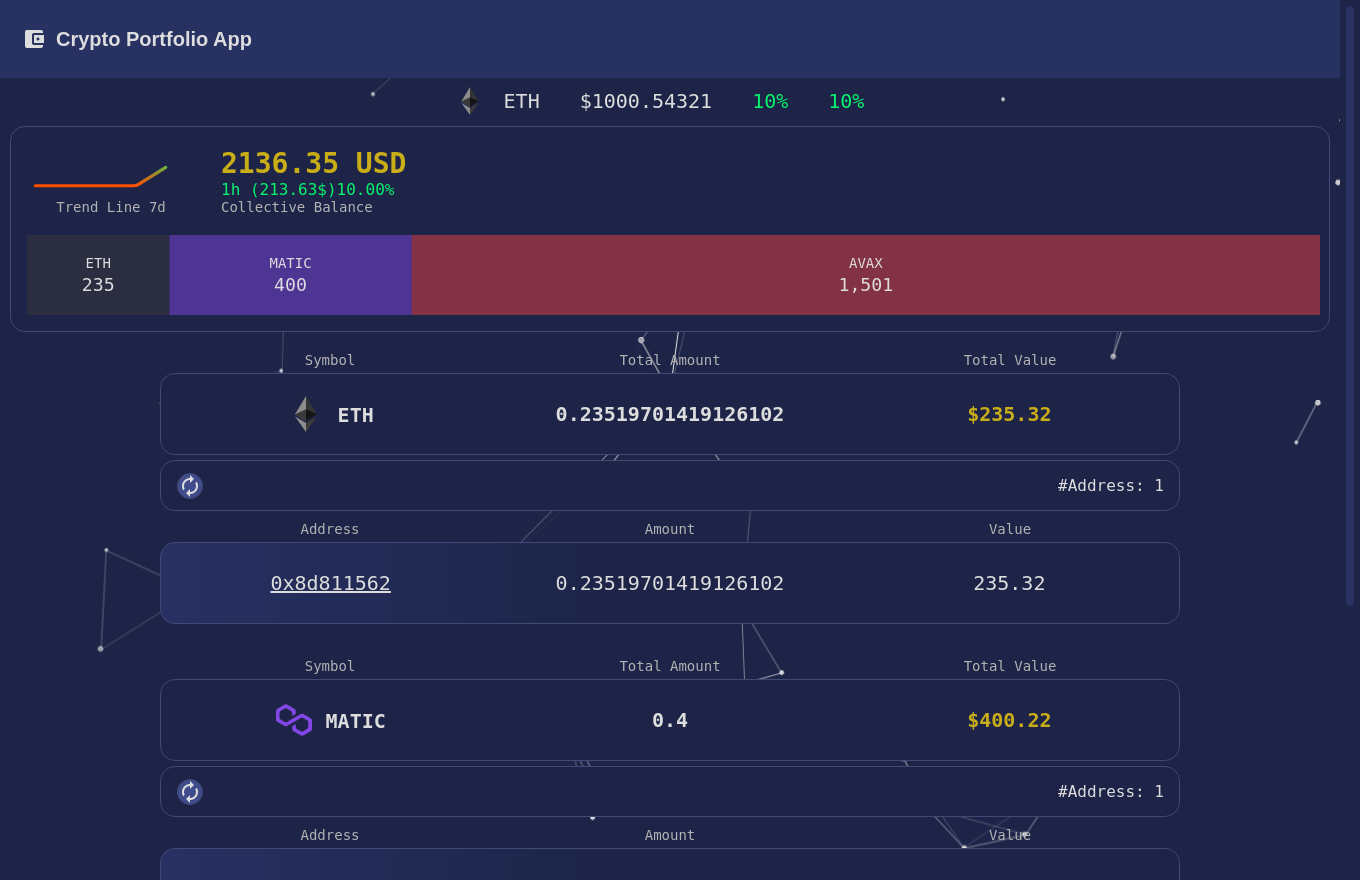 Crypto Portfolio App
ETH $1000.54321 10% 10%
2136.35 USD
1h (213.63$)10.00%
Trend Line 7d Collective Balance
ETH MATIC AVAX
235 400 1,501
Symbol Total Amount Total Value
ETH 0.23519701419126102 $235.32
#Address: 1
Address Amount Value
0x8d811562 0.23519701419126102 235.32
Symbol Total Amount Total Value
MATIC 0.4 $400.22
#Address: 1
Address Amount Value